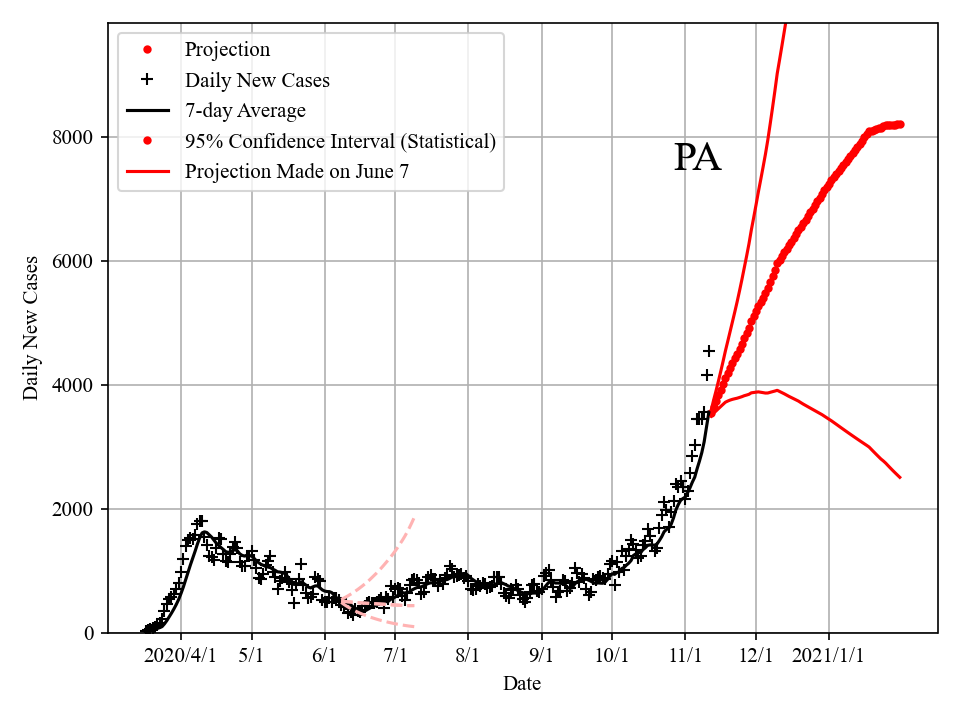 Projection
Daily New Cases
7-day Average
95% Confidence Interval (Statistical)
Projection Made on June 7
PA
8000
6000
4000
2000
0
Daily New Cases
2020/4/1 5/1 6/1 7/1 8/1 9/1 10/1 11/1 12/1 2021/1/1
Date